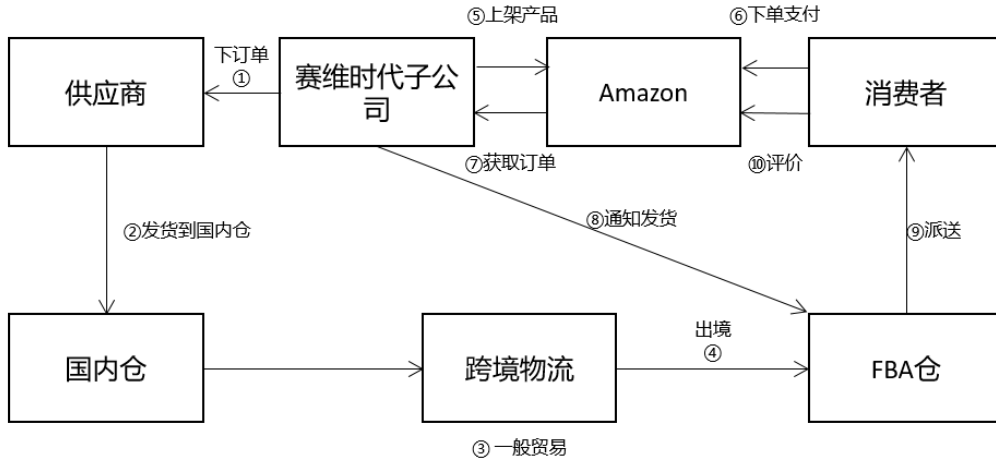 ⑤上架产品
⑥下单支付
下订单
①
供应商
赛维时代子公
司
Amazon
消费者
⑦获取订单
⑩评价
②发货到国内仓
⑧通知发货
⑨派送
出境
④
国内仓
跨境物流
FBA仓
③ 一般贸易